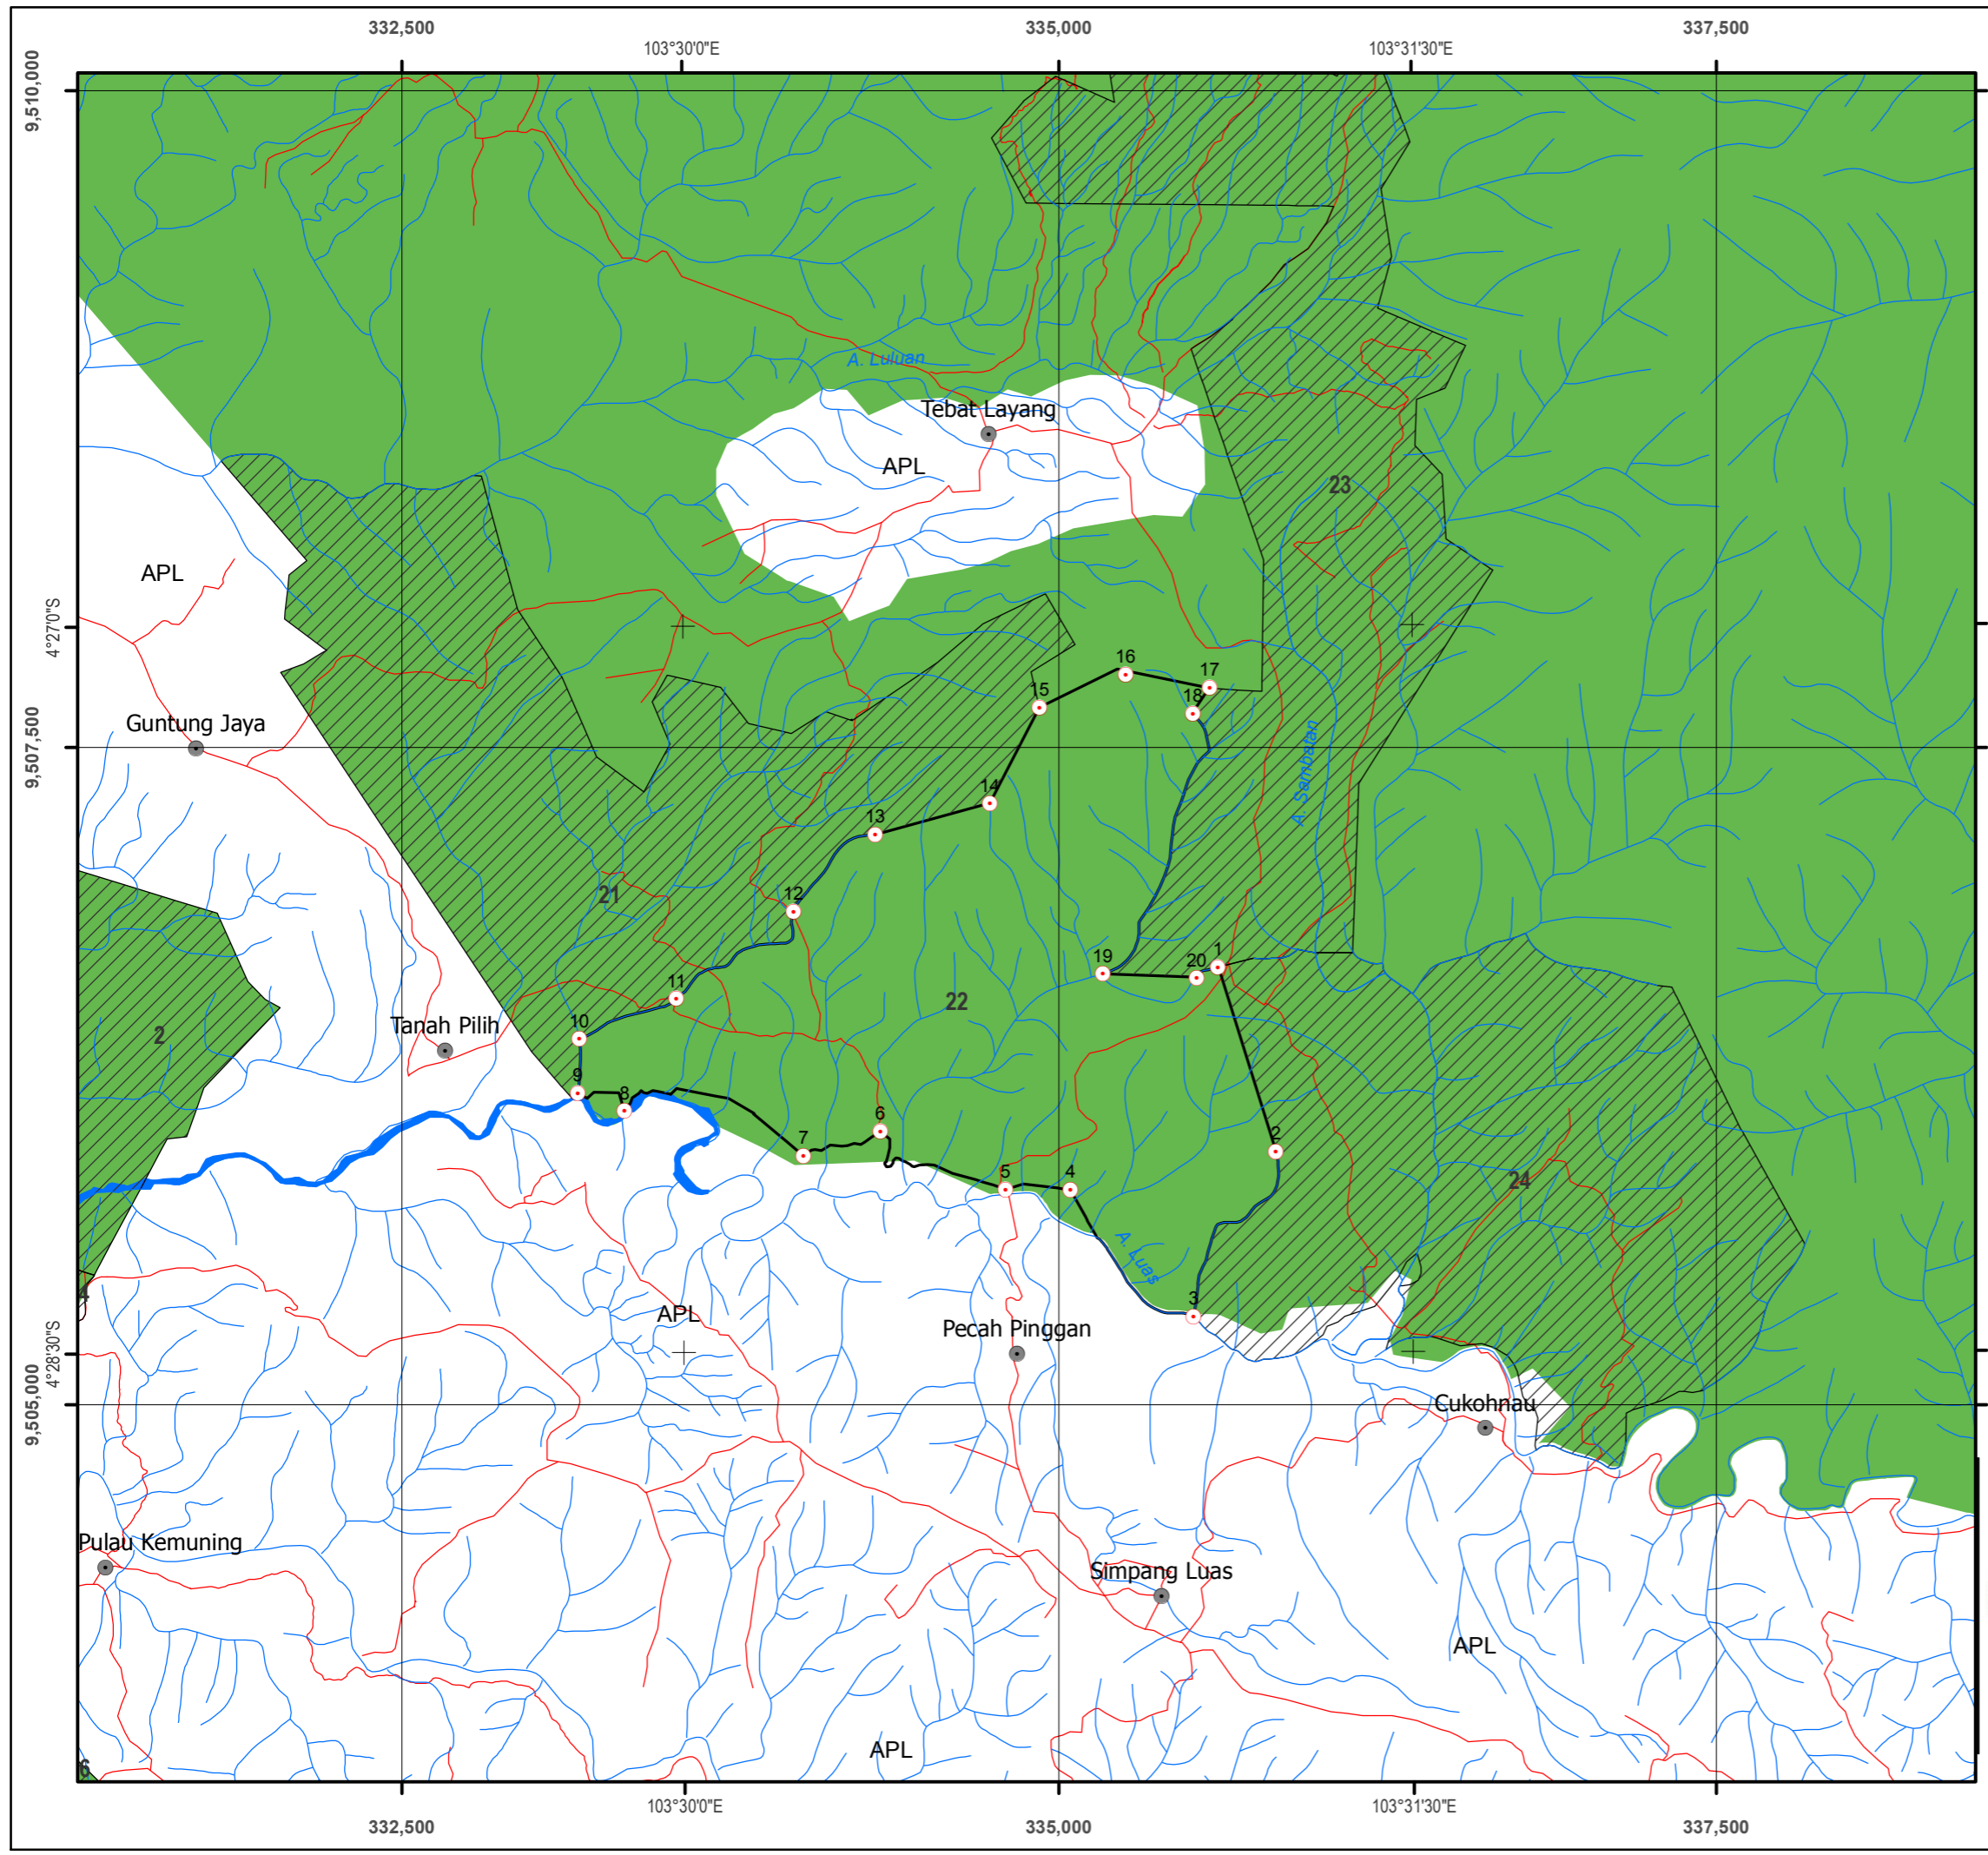 332,500 335,000 337,500
103°30'0"E 103°31'30"E
9,510,000
A. Luluan
Tebat Layang
APL
23
APL
4°27'0"S
16
17
15
18
Guntung Jaya
9,507,500
A. Sambatan
14
13
21
12
19
20
1
11
22
Tanah Pilih
10
2
9
8
6
2
7
5
4
24
A. Luas
4
3
APL
Pecah Pinggan
4°28'30"S
9,505,000
Cukohnau
Pulau Kemuning
Simpang Luas
APL
APL
6
103°30'0"E 103°31'30"E
332,500 335,000 337,500